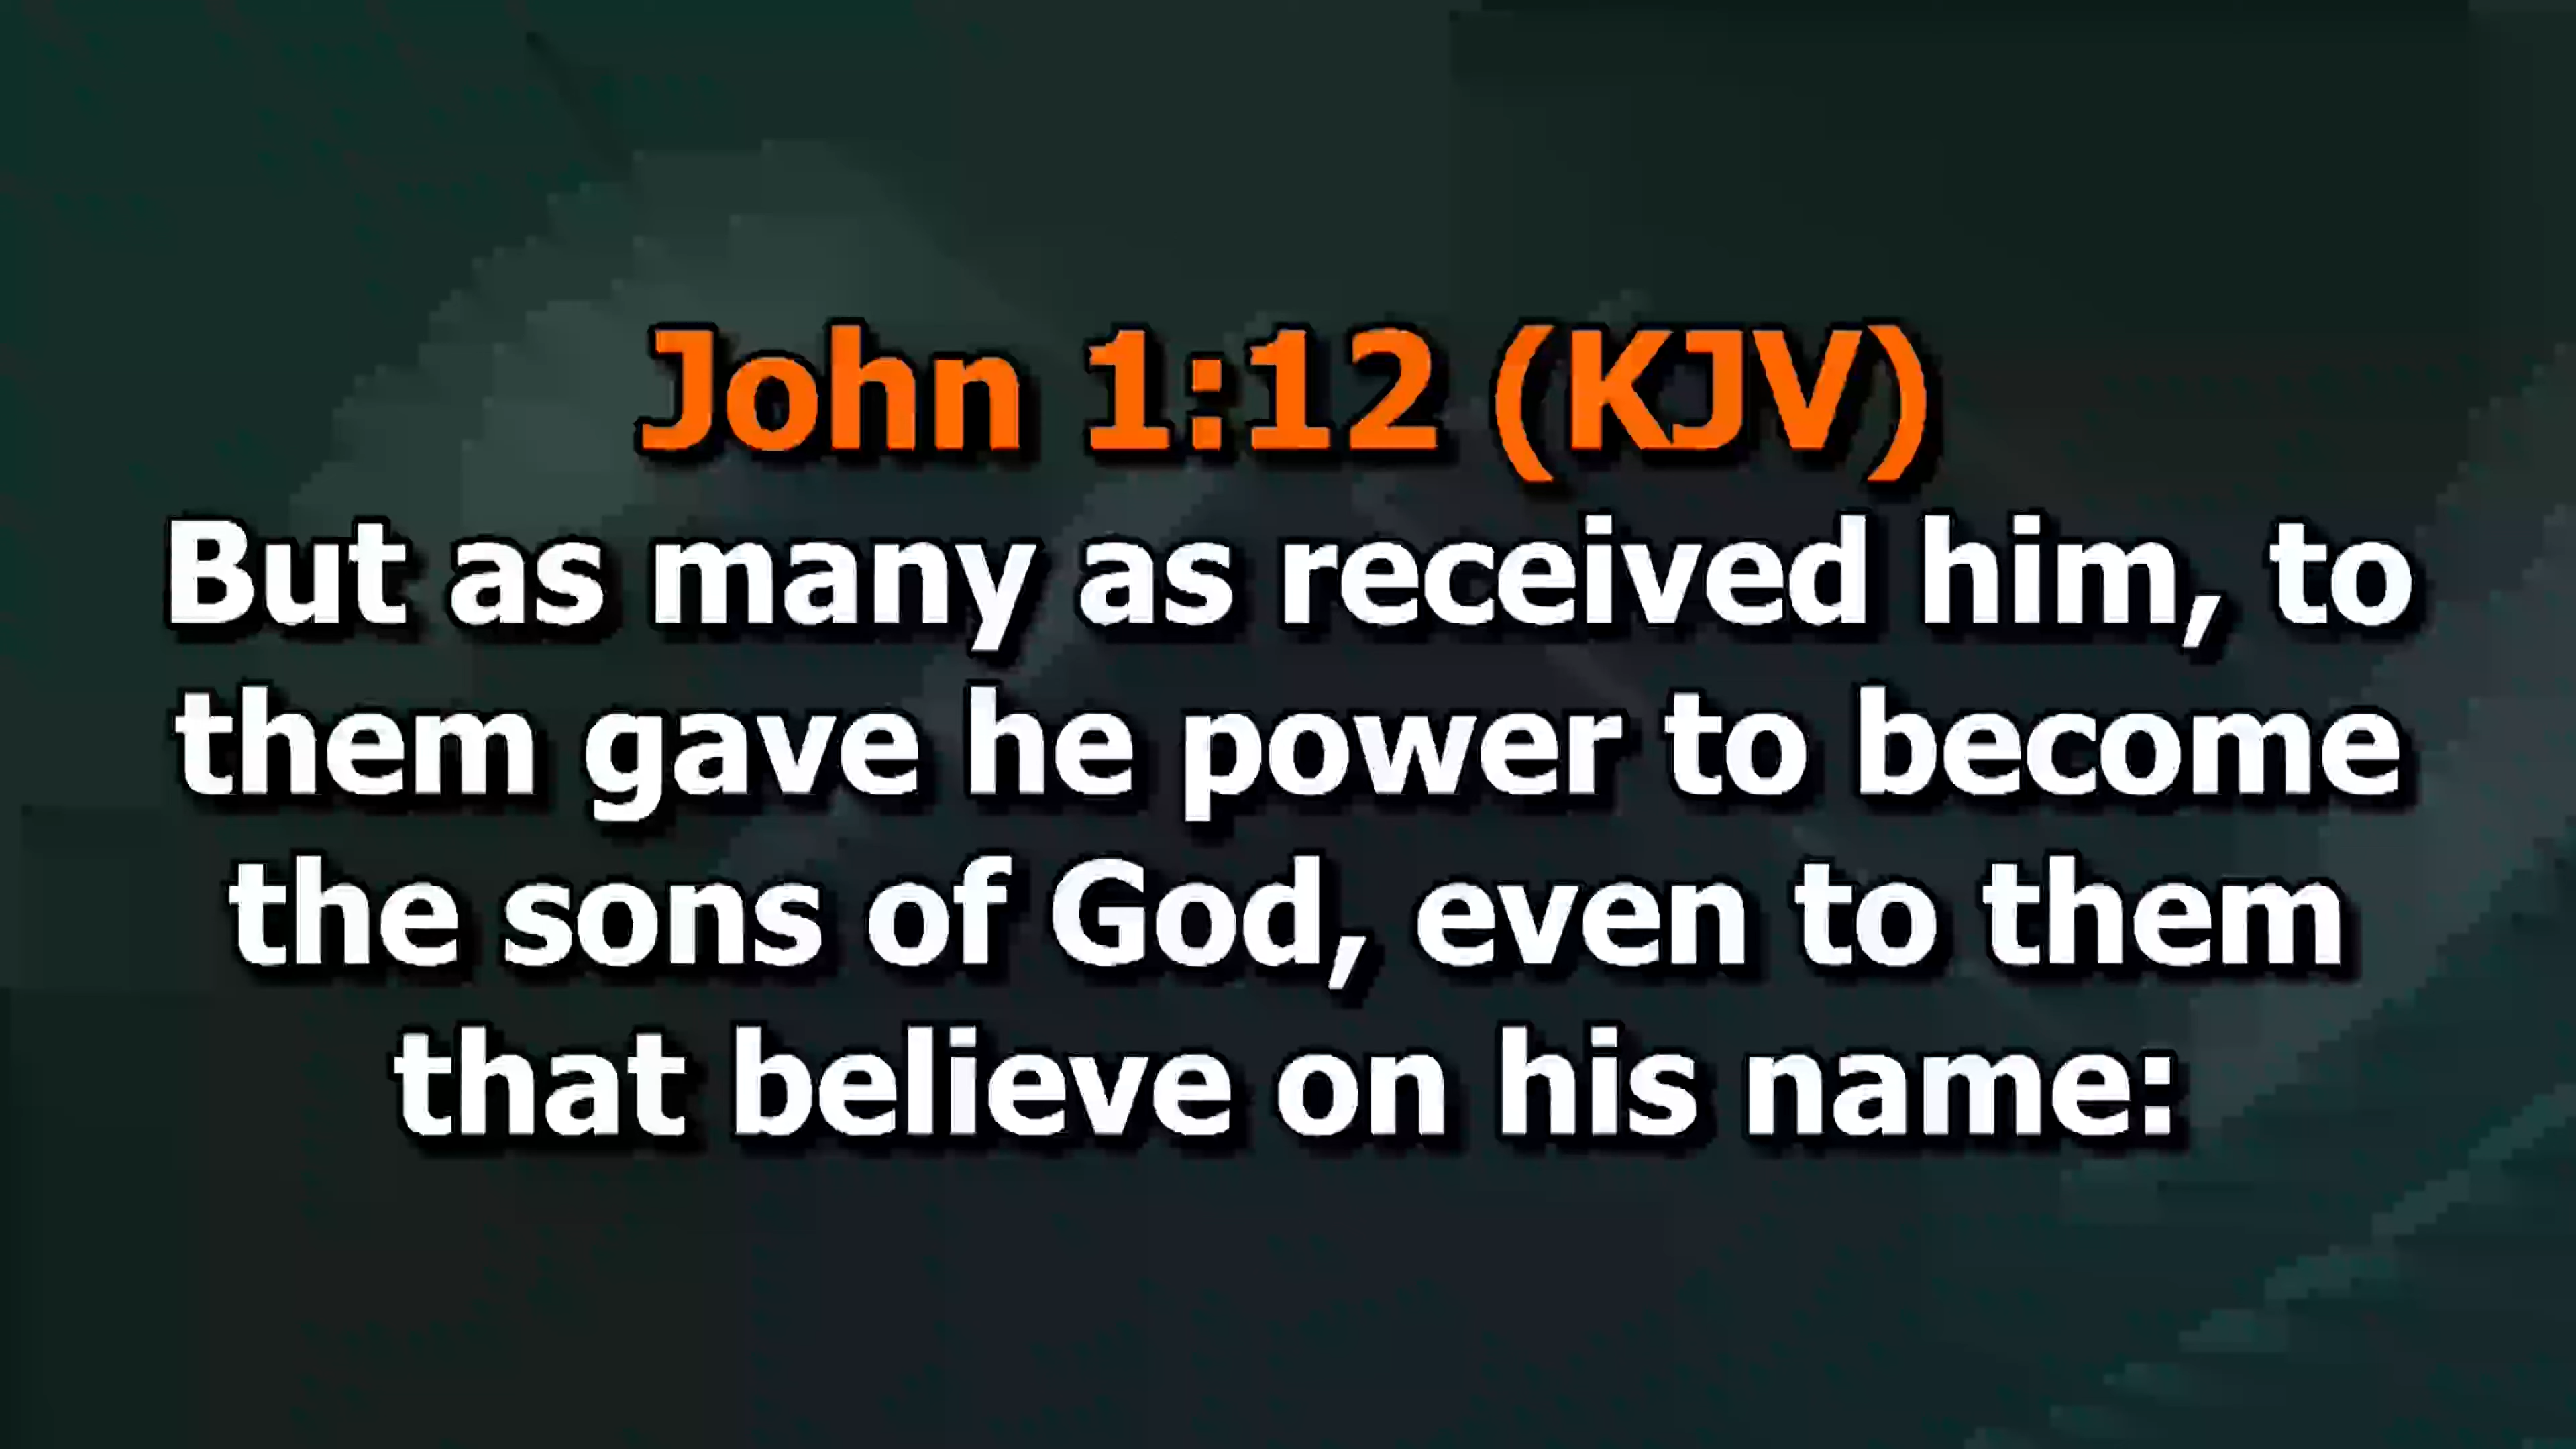 John 1:12 (KJV)
But as many as received him, to
them gave he power to become
the sons of God, even to them
that believe on his name: